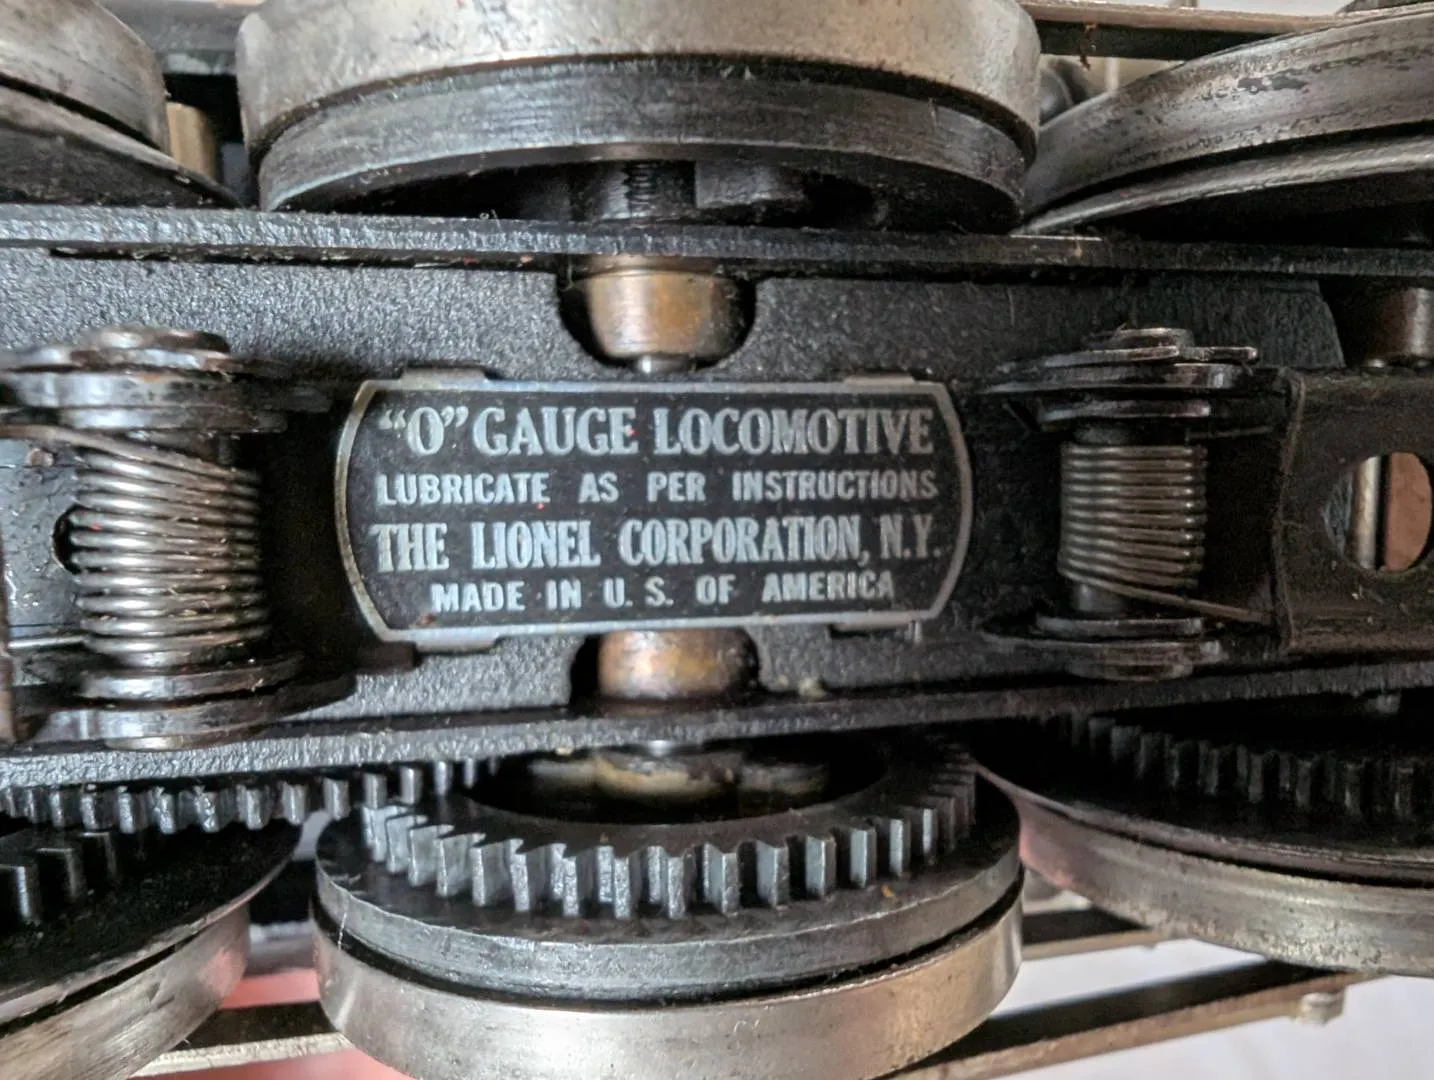 “O” GAUGE LOCOMOTIVE
LUBRICATE AS PER INSTRUCTIONS
THE LIONEL CORPORATION, N.Y.
MADE IN U.S. OF AMERICA